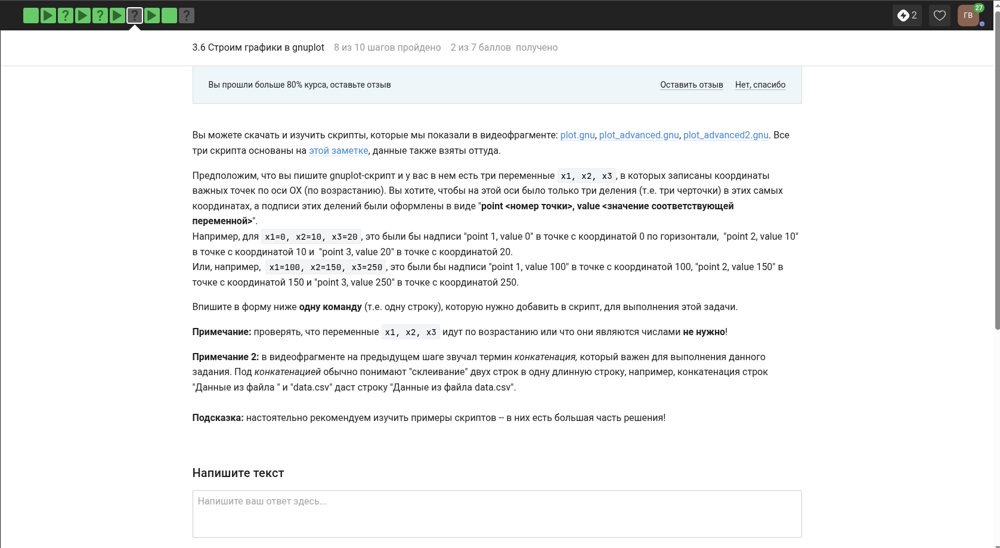 ? ? ? ?
2
ГВ
27
3.6 Строим графики в gnuplot 8 из 10 шагов пройдено 2 из 7 баллов получено
Вы прошли больше 80% курса, оставьте отзыв Оставить отзыв Нет, спасибо
Вы можете скачать и изучить скрипты, которые мы показали в видеофрагменте: plot.gnu, plot_advanced.gnu, plot_advanced2.gnu. Все
три скрипта основаны на этой заметке, данные также взяты оттуда.
Предположим, что вы пишите gnuplot-скрипт и у вас в нем есть три переменные x1, x2, x3, в которых записаны координаты
важных точек по оси OX (по возрастанию). Вы хотите, чтобы на этой оси было только три деления (т.е. три черточки) в этих самых
координатах, а подписи этих делений были оформлены в виде "point <номер точки>, value <значение соответствующей
переменной>".
Например, для x1=0, x2=10, x3=20, это были бы надписи "point 1, value 0" в точке с координатой 0 по горизонтали, "point 2, value 10"
в точке с координатой 10 и "point 3, value 20" в точке с координатой 20.
Или, например, x1=100, x2=150, x3=250, это были бы надписи "point 1, value 100" в точке с координатой 100, "point 2, value 150" в
точке с координатой 150 и "point 3, value 250" в точке с координатой 250.
Впишите в форму ниже одну команду (т.е. одну строку), которую нужно добавить в скрипт, для выполнения этой задачи.
Примечание: проверять, что переменные x1, x2, x3 идут по возрастанию или что они являются числами не нужно!
Примечание 2: в видеофрагменте на предыдущем шаге звучал термин конкатенация, который важен для выполнения данного
задания. Под конкатенацией обычно понимают "склеивание" двух строк в одну длинную строку, например, конкатенация строк
"Данные из файла " и "data.csv" даст строку "Данные из файла data.csv".
Подсказка: настоятельно рекомендуем изучить примеры скриптов -- в них есть большая часть решения!
Напишите текст
Напишите ваш ответ здесь...